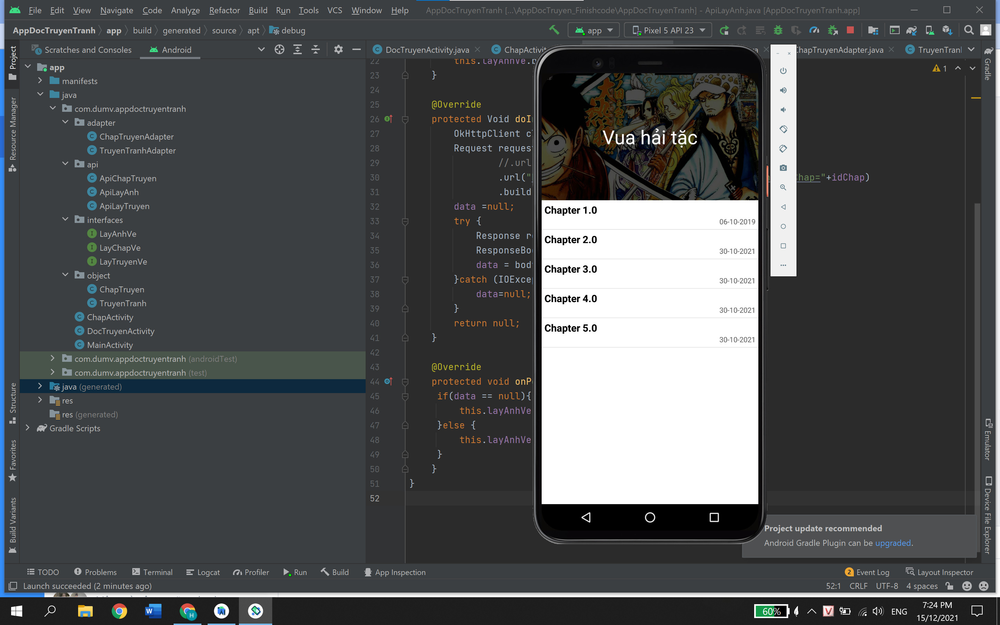 File Edit View Navigate Code Analyze Refactor Build Run Tools VCS Window Help AppDocTruyenTranh [...\AppDocTruyen_Finishcode\AppDocTruyenTranh] - ApiLayAnh.java [AppDocTruyenTranh.app]
AppDocTruyenTranh app build generated source apt debug
app Pixel 5 API 23
Scratches and Consoles Android
DocTruyenActivity.java
ChapTruyenAdapter.java
Project
Resource Manager
Structure
Favorites
Build Variants
app
manifests
java
com.dumv.appdoctruyentranh
adapter
ChapTruyenAdapter
TruyenTranhAdapter
api
ApiChapTruyen
ApiLayAnh
ApiLayTruyen
interfaces
LayAnhVe
LayChapVe
LayTruyenVe
object
ChapTruyen
TruyenTranh
ChapActivity
DocTruyenActivity
MainActivity
com.dumv.appdoctruyentranh (androidTest)
com.dumv.appdoctruyentranh (test)
java (generated)
res
res (generated)
Gradle Scripts
22 this.layAnhVe.b
23 }
24
25 @Override
26 protected Void doI
27 OkHttpClient c
28 Request reques
29 //.url
30 .url(" hap="+idChap)
31 .build
32 data =null;
33 try {
34 Response r
35 ResponseBo
36 data = bod
37 }catch (IOExce
38 data=null;
39 }
40 return null;
41 }
42
43 @Override
44 protected void onP
45 if(data == null){
46 this.layAnhVe
47 }else {
48 this.layAnhVe
49 }
50 }
51 }
52
1
Vua hải tặc
Chapter 1.0
06-10-2019
Chapter 2.0
30-10-2021
Chapter 3.0
30-10-2021
Chapter 4.0
30-10-2021
Chapter 5.0
30-10-2021
Gradle
Emulator
Device File Explorer
Project update recommended
Android Gradle Plugin can be upgraded.
TODO Problems Terminal Logcat Profiler Run Build App Inspection 2 Event Log Layout Inspector
Launch succeeded (2 minutes ago) 52:1 CRLF UTF-8 4 spaces
60% ENG
7:24 PM
15/12/2021